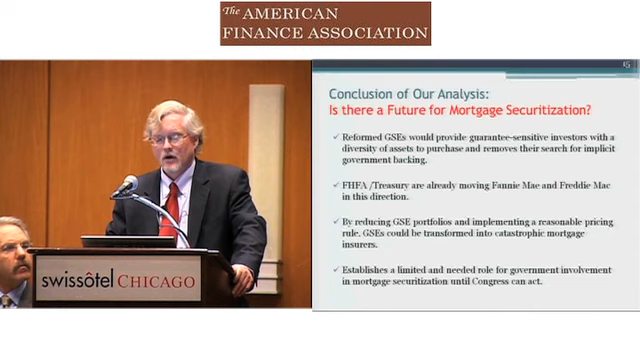 The AMERICAN
FINANCE ASSOCIATION
swissôtel CHICAGO
15
Conclusion of Our Analysis:
Is there a Future for Mortgage Securitization?
✓ Reformed GSEs would provide guarantee-sensitive investors with a
diversity of assets to purchase and removes their search for implicit
government backing.
✓ FHFA /Treasury are already moving Fannie Mae and Freddie Mac
in this direction.
✓ By reducing GSE portfolios and implementing a reasonable pricing
rule, GSEs could be transformed into catastrophic mortgage
insurers.
✓ Establishes a limited and needed role for government involvement
in mortgage securitization until Congress can act.